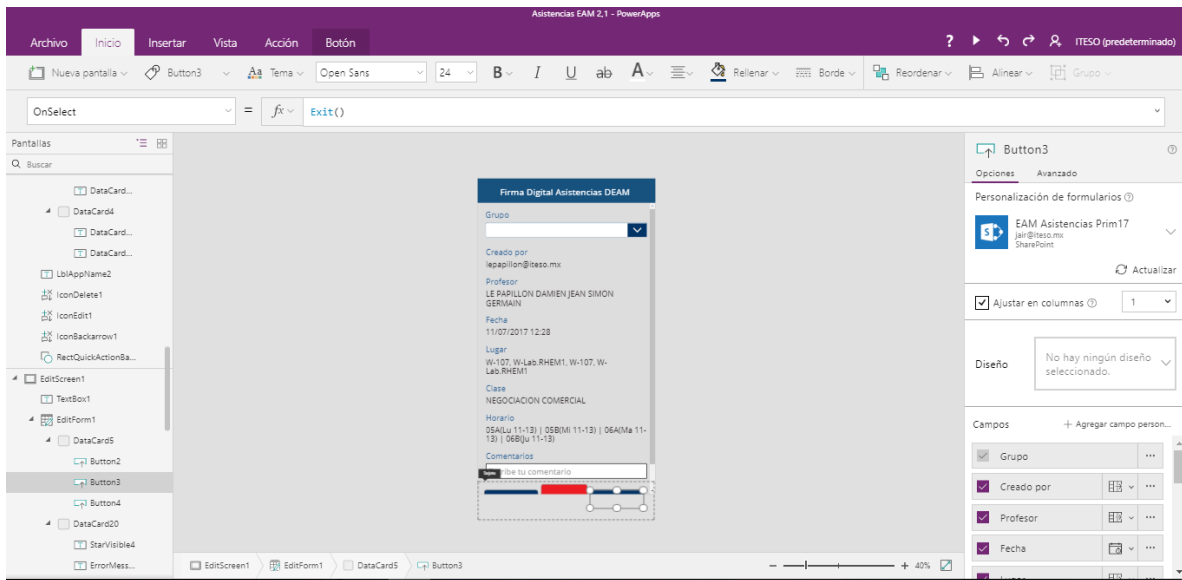 Asistencias EAM 2,1 - PowerApps
Archivo Inicio Insertar Vista Acción Botón ? ITESO (predeterminado)
Nueva pantalla Button3 Aa Tema Open Sans 24 B I U ab A Rellenar Borde Reordenar Alinear Grupo
OnSelect = fx Exit()
Pantallas
Buscar
DataCard...
DataCard4
DataCard...
DataCard...
LblAppName2
IconDelete1
IconEdit1
IconBackarrow1
RectQuickActionBa...
EditScreen1
TextBox1
EditForm1
DataCard5
Button2
Button3
Button4
DataCard20
StarVisible4
ErrorMess...
Firma Digital Asistencias DEAM
Grupo
Creado por
lepapillon@iteso.mx
Profesor
LE PAPILLON DAMIEN JEAN SIMON
GERMAIN
Fecha
11/07/2017 12:28
Lugar
W-107, W-Lab.RHEM1, W-107, W-
Lab.RHEM1
Clase
NEGOCIACION COMERCIAL
Horario
05A(Lu 11-13) | 05B(Mi 11-13) | 06A(Ma 11-
13) | 06B(Ju 11-13)
Comentarios
ribe tu comentario
EditScreen1 EditForm1 DataCard5 Button3
− + 40%
Button3
Opciones Avanzado
Personalización de formularios
EAM Asistencias Prim17
jair@iteso.mx
SharePoint
Actualizar
Ajustar en columnas 1
Diseño No hay ningún diseño
seleccionado.
Campos + Agregar campo person...
Grupo ...
Creado por ...
Profesor ...
Fecha ...